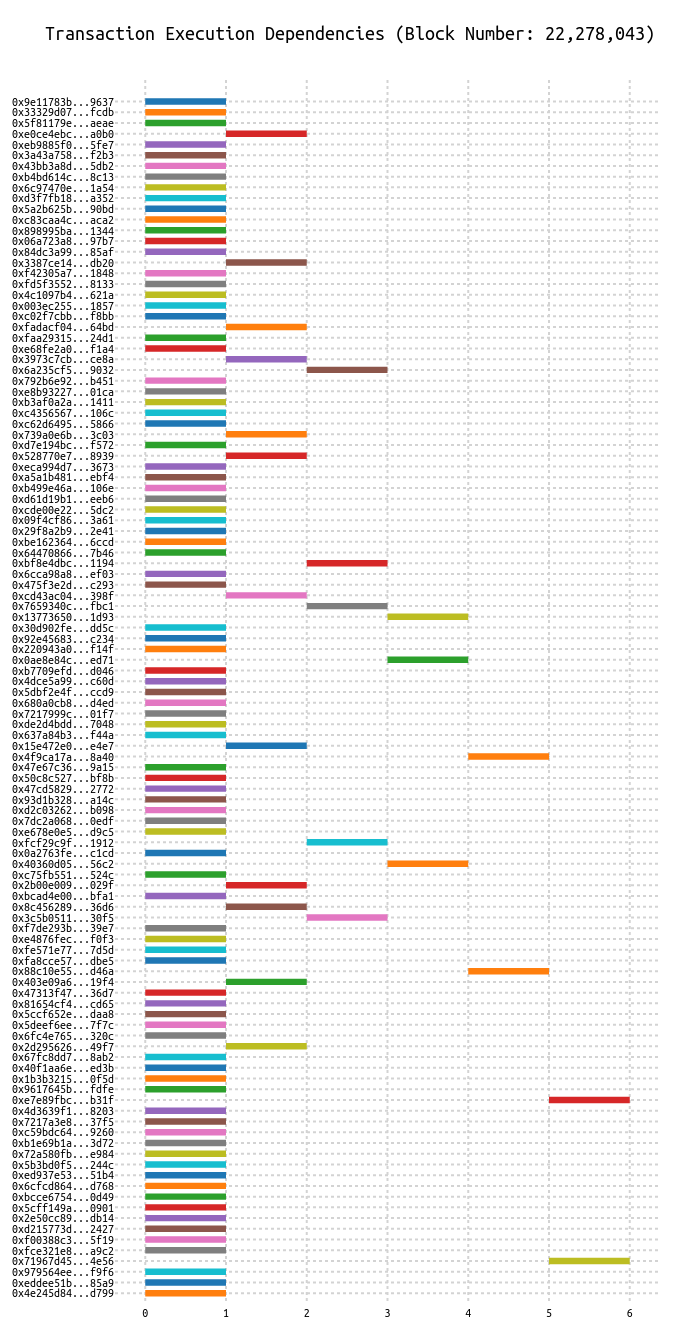 Transaction Execution Dependencies (Block Number: 22,278,043)
0x9e11783b...9637
0x33329d07...fcdb
0x5f81179e...aeae
0xe0ce4ebc...a0b0
0xeb9885f0...5fe7
0x3a43a758...f2b3
0x43bb3a8d...5db2
0xb4bd614c...8c13
0x6c97470e...1a54
0xd3f7fb18...a352
0x5a2b625b...90bd
0xc83caa4c...aca2
0x898995ba...1344
0x06a723a8...97b7
0x84dc3a99...85af
0x3387ce14...db20
0xf42305a7...1848
0xfd5f3552...8133
0x4c1097b4...621a
0x003ec255...1857
0xc02f7cbb...f8bb
0xfadacf04...64bd
0xfaa29315...24d1
0xe68fe2a0...f1a4
0x3973c7cb...ce8a
0x6a235cf5...9032
0x792b6e92...b451
0xe8b93227...01ca
0xb3af0a2a...1411
0xc4356567...106c
0xc62d6495...5866
0x739a0e6b...3c03
0xd7e194bc...f572
0x528770e7...8939
0xeca994d7...3673
0xa5a1b481...ebf4
0xb499e46a...106e
0xd61d19b1...eeb6
0xcde00e22...5dc2
0x09f4cf86...3a61
0x29f8a2b9...2e41
0xbe162364...6ccd
0x64470866...7b46
0xbf8e4dbc...1194
0x6cca98a8...ef03
0x475f3e2d...c293
0xcd43ac04...398f
0x7659340c...fbc1
0x13773650...1d93
0x30d902fe...dd5c
0x92e45683...c234
0x220943a0...f14f
0x0ae8e84c...ed71
0xb7709efd...d046
0x4dce5a99...c60d
0x5dbf2e4f...ccd9
0x680a0cb8...d4ed
0x7217999c...01f7
0xde2d4bdd...7048
0x637a84b3...f44a
0x15e472e0...e4e7
0x4f9ca17a...8a40
0x47e67c36...9a15
0x50c8c527...bf8b
0x47cd5829...2772
0x93d1b328...a14c
0xd2c03262...b098
0x7dc2a068...0edf
0xe678e0e5...d9c5
0xfcf29c9f...1912
0x0a2763fe...c1cd
0x40360d05...56c2
0xc75fb551...524c
0x2b00e009...029f
0xbcad4e00...bfa1
0x8c456289...36d6
0x3c5b0511...30f5
0xf7de293b...39e7
0xe4876fec...f0f3
0xfe571e77...7d5d
0xfa8cce57...dbe5
0x88c10e55...d46a
0x403e09a6...19f4
0x47313f47...36d7
0x81654cf4...cd65
0x5ccf652e...daa8
0x5deef6ee...7f7c
0x6fc4e765...320c
0x2d295626...49f7
0x67fc8dd7...8ab2
0x40f1aa6e...ed3b
0x1b3b3215...0f5d
0x9617645b...fdfe
0xe7e89fbc...b31f
0x4d3639f1...8203
0x7217a3e8...37f5
0xc59bdc64...9260
0xb1e69b1a...3d72
0x72a580fb...e984
0x5b3bd0f5...244c
0xed937e53...51b4
0x6cfcd864...d768
0xbcce6754...0d49
0x5cff149a...0901
0x2e50cc89...db14
0xd215773d...2427
0xf00388c3...5f19
0xfce321e8...a9c2
0x71967d45...4e56
0x979564ee...f9f6
0xeddee51b...85a9
0x4e245d84...d799
0 1 2 3 4 5 6